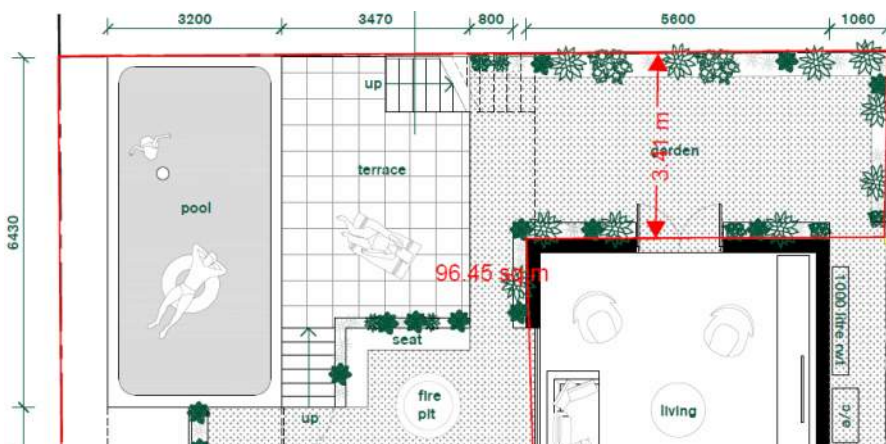 3200
3470
800
5600
1060
up
garden
3.41 m
terrace
pool
6430
96.45 sq m
seat
1000 litre rwt
fire
pit
living
a/c
up